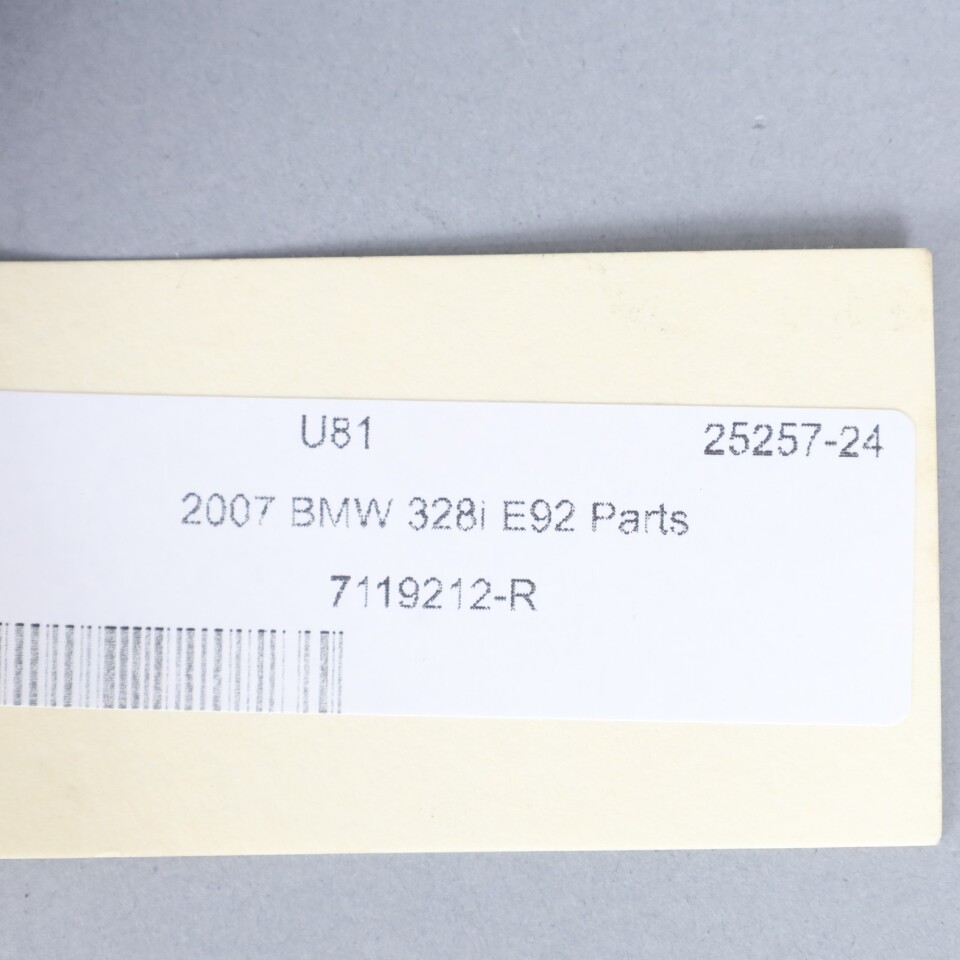 U81 25257-24
2007 BMW 328i E92 Parts
7119212-R